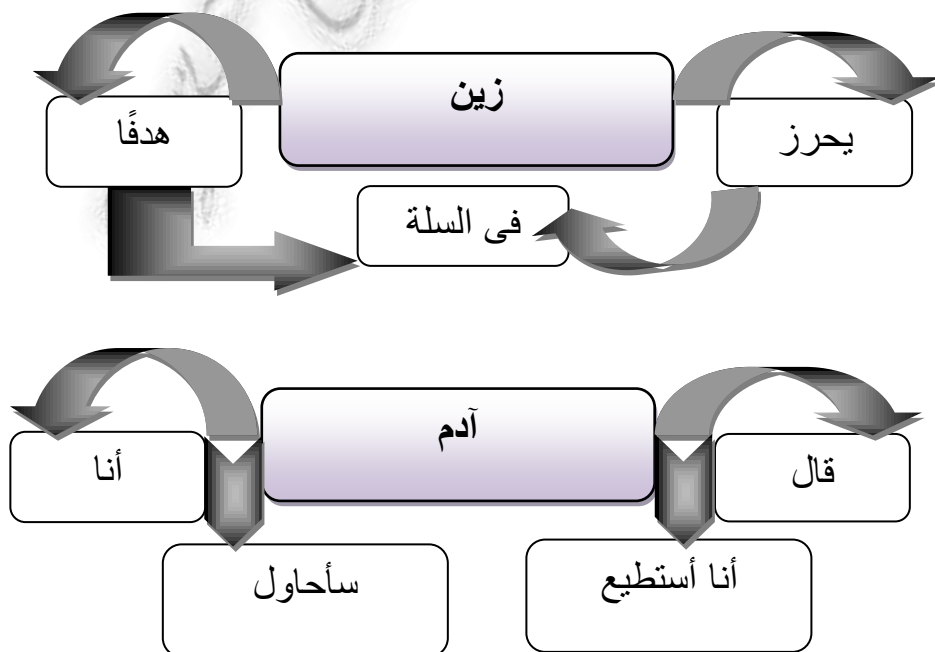 زين
يحرز
هدفًا
فى السلة
آدم
قال
أنا
أنا أستطيع
سأحاول